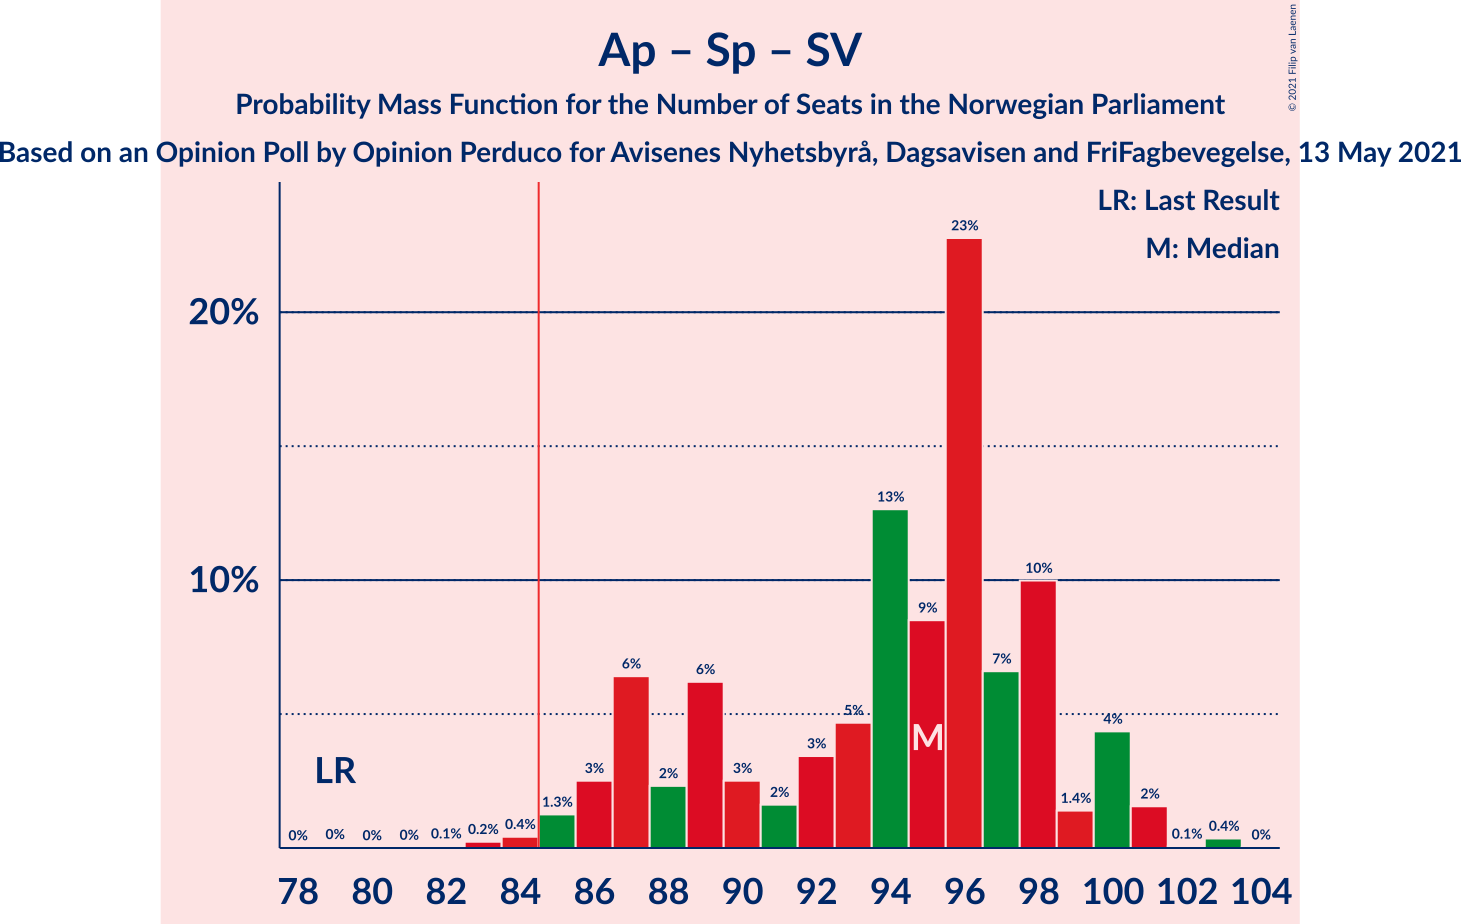 Ap – Sp – SV
Probability Mass Function for the Number of Seats in the Norwegian Parliament
Based on an Opinion Poll by Opinion Perduco for Avisenes Nyhetsbyrå, Dagsavisen and FriFagbevegelse, 13 May 2021
© 2021 Filip van Laenen
LR: Last Result
M: Median
20%
10%
LR
M
0% 0% 0% 0% 0.1% 0.2% 0.4% 1.3% 3% 6% 2% 6% 3% 2% 3% 5% 13% 9% 23% 7% 10% 1.4% 4% 2% 0.1% 0.4% 0%
78 80 82 84 86 88 90 92 94 96 98 100 102 104